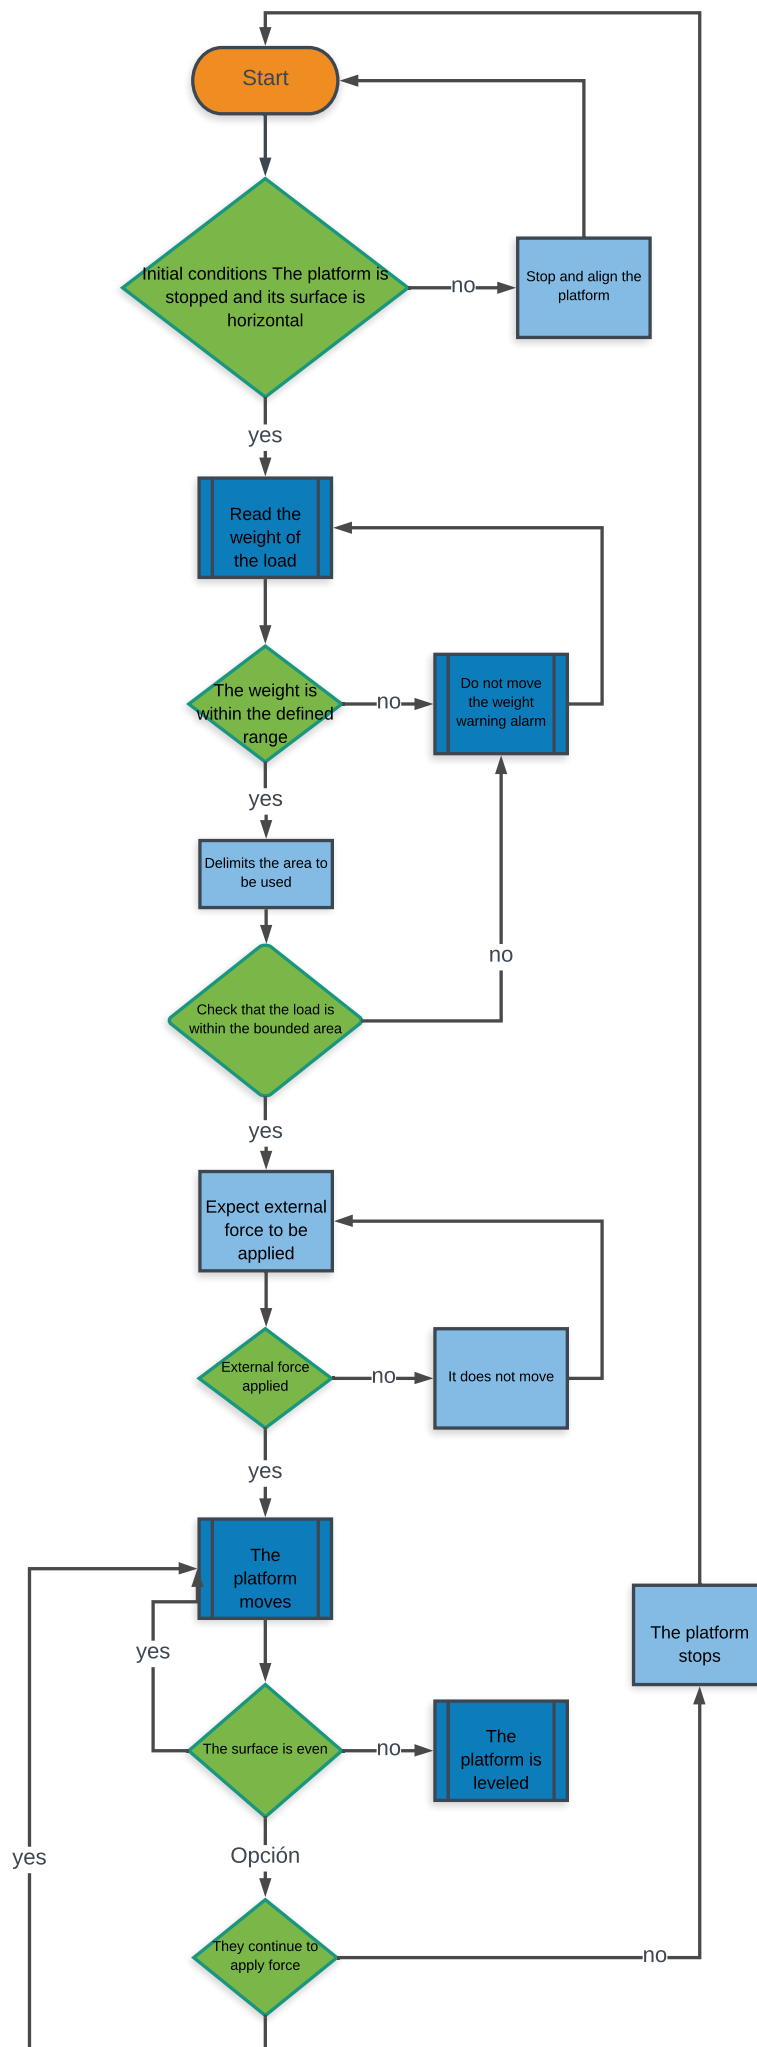 Start
Initial conditions The platform is
stopped and its surface is
horizontal
no
Stop and align the
platform
yes
Read the
weight of
the load
The weight is
within the defined
range
no
Do not move
the weight
warning alarm
yes
Delimits the area to
be used
no
Check that the load is
within the bounded area
yes
Expect external
force to be
applied
External force
applied
no
It does not move
yes
The
platform
moves
yes
The platform
stops
The surface is even
no
The
platform is
leveled
yes
Opción
They continue to
apply force
no